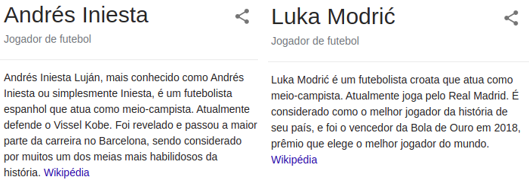 Andrés Iniesta
Jogador de futebol
Andrés Iniesta Luján, mais conhecido como Andrés
Iniesta ou simplesmente Iniesta, é um futebolista
espanhol que atua como meio-campista. Atualmente
defende o Vissel Kobe. Foi revelado e passou a maior
parte da carreira no Barcelona, sendo considerado
por muitos um dos meias mais habilidosos da
história. Wikipédia
Luka Modrić
Jogador de futebol
Luka Modrić é um futebolista croata que atua como
meio-campista. Atualmente joga pelo Real Madrid. É
considerado como o melhor jogador da história de
seu país, e foi o vencedor da Bola de Ouro em 2018,
prêmio que elege o melhor jogador do mundo.
Wikipédia